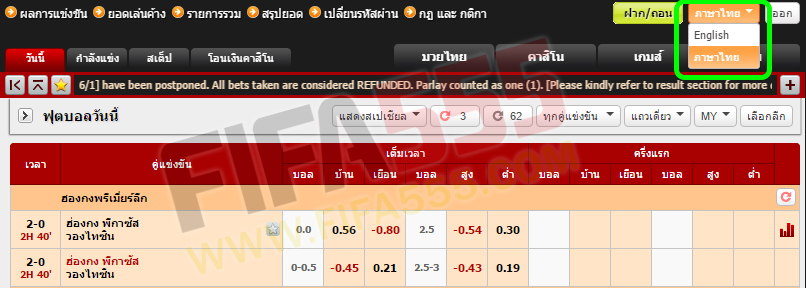 ผลการแข่งขัน ยอดเล่นค้าง รายการรวม สรุปยอด เปลี่ยนรหัสผ่าน กฎ และ กติกา ฝาก/ถอน ภาษาไทย ออก
English
ภาษาไทย
วันนี้ กำลังแข่ง สเต็ป โอนเงินคาสิโน มวยไทย คาสิโน เกมส์
6/1] have been postponed. All bets taken are considered REFUNDED. Parlay counted as one (1). [Please kindly refer to result section for more
ฟุตบอลวันนี้ แสดงสเปเชียล 3 62 ทุกคู่แข่งขัน แถวเดี่ยว MY เลือกลีก
เวลา คู่แข่งขัน เต็มเวลา ครึ่งแรก
บอล บ้าน เยือน บอล สูง ต่ำ บอล บ้าน เยือน บอล สูง ต่ำ
ฮ่องกงพรีเมียร์ลีก
2-0 ฮ่องกง พีกาซัส 0.0 0.56 -0.80 2.5 -0.54 0.30
2H 40' วองไทซิน
2-0 ฮ่องกง พีกาซัส 0-0.5 -0.45 0.21 2.5-3 -0.43 0.19
2H 40' วองไทซิน
FIFA555
WWW.FIFA555.COM